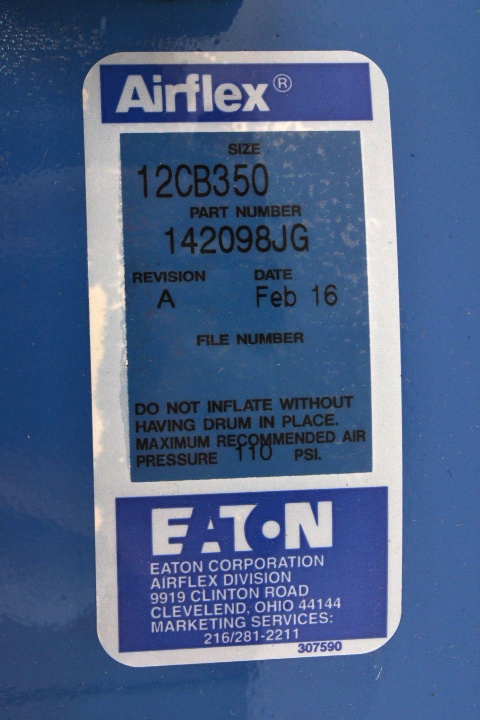 Airflex®
SIZE
12CB350
PART NUMBER
142098JG
REVISION DATE
A Feb 16
FILE NUMBER
DO NOT INFLATE WITHOUT
HAVING DRUM IN PLACE.
MAXIMUM RECOMMENDED AIR
PRESSURE 110 PSI.
EATON
EATON CORPORATION
AIRFLEX DIVISION
9919 CLINTON ROAD
CLEVELEND, OHIO 44144
MARKETING SERVICES:
216/281-2211
307590